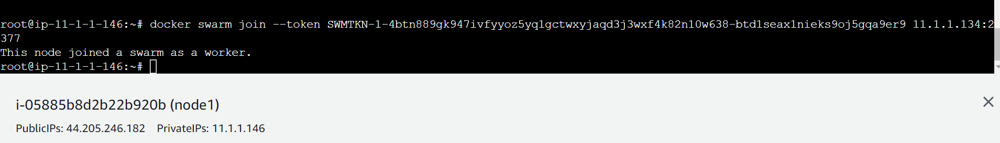 root@ip-11-1-1-146:~# docker swarm join --token SWMTKN-1-4btn889gk947ivfyyoz5yq1gctwxyjaqd3j3wxf4k82n10w638-btd1seax1nieks9oj5gqa9er9 11.1.1.134:2
377
This node joined a swarm as a worker.
root@ip-11-1-1-146:~#
i-05885b8d2b22b920b (node1)
PublicIPs: 44.205.246.182 PrivateIPs: 11.1.1.146